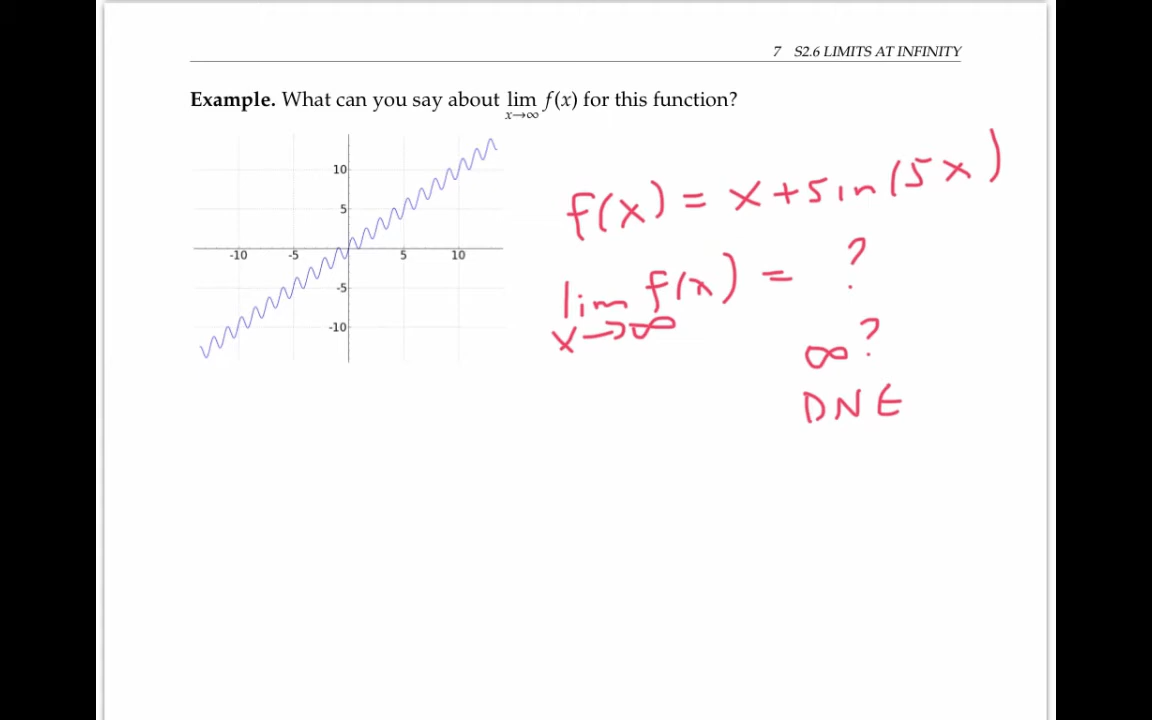 7 S2.6 LIMITS AT INFINITY
Example. What can you say about lim f(x) for this function?
x→∞
10
5
-10 -5 5 10
-5
-10
f(x) = x+sin(5x)
lim f(x) = ?
x→∞
∞?
DNE